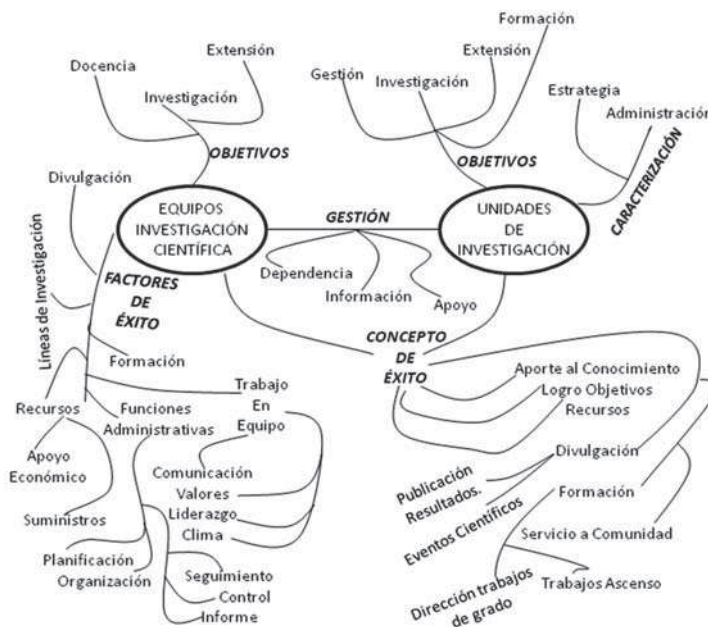 Formación
Docencia
Extensión
Investigación
OBJETIVOS
Gestión
Investigación
Extensión
OBJETIVOS
Estrategia
Administración
CARACTERIZACIÓN
Divulgación
EQUIPOS
INVESTIGACIÓN
CIENTÍFICA
GESTIÓN
UNIDADES
DE
INVESTIGACIÓN
Dependencia
Información
Apoyo
Líneas de Investigación
FACTORES
DE
ÉXITO
CONCEPTO
DE
ÉXITO
Formación
Recursos
Funciones
Administrativas
Trabajo
En
Equipo
Apoyo
Económico
Suministros
Comunicación
Valores
Liderazgo
Clima
Planificación
Organización
Seguimiento
Control
Informe
Aporte al Conocimiento
Logro Objetivos
Recursos
Divulgación
Publicación
Resultados.
Eventos Científicos
Formación
Servicio a Comunidad
Dirección trabajos
de grado
Trabajos Ascenso